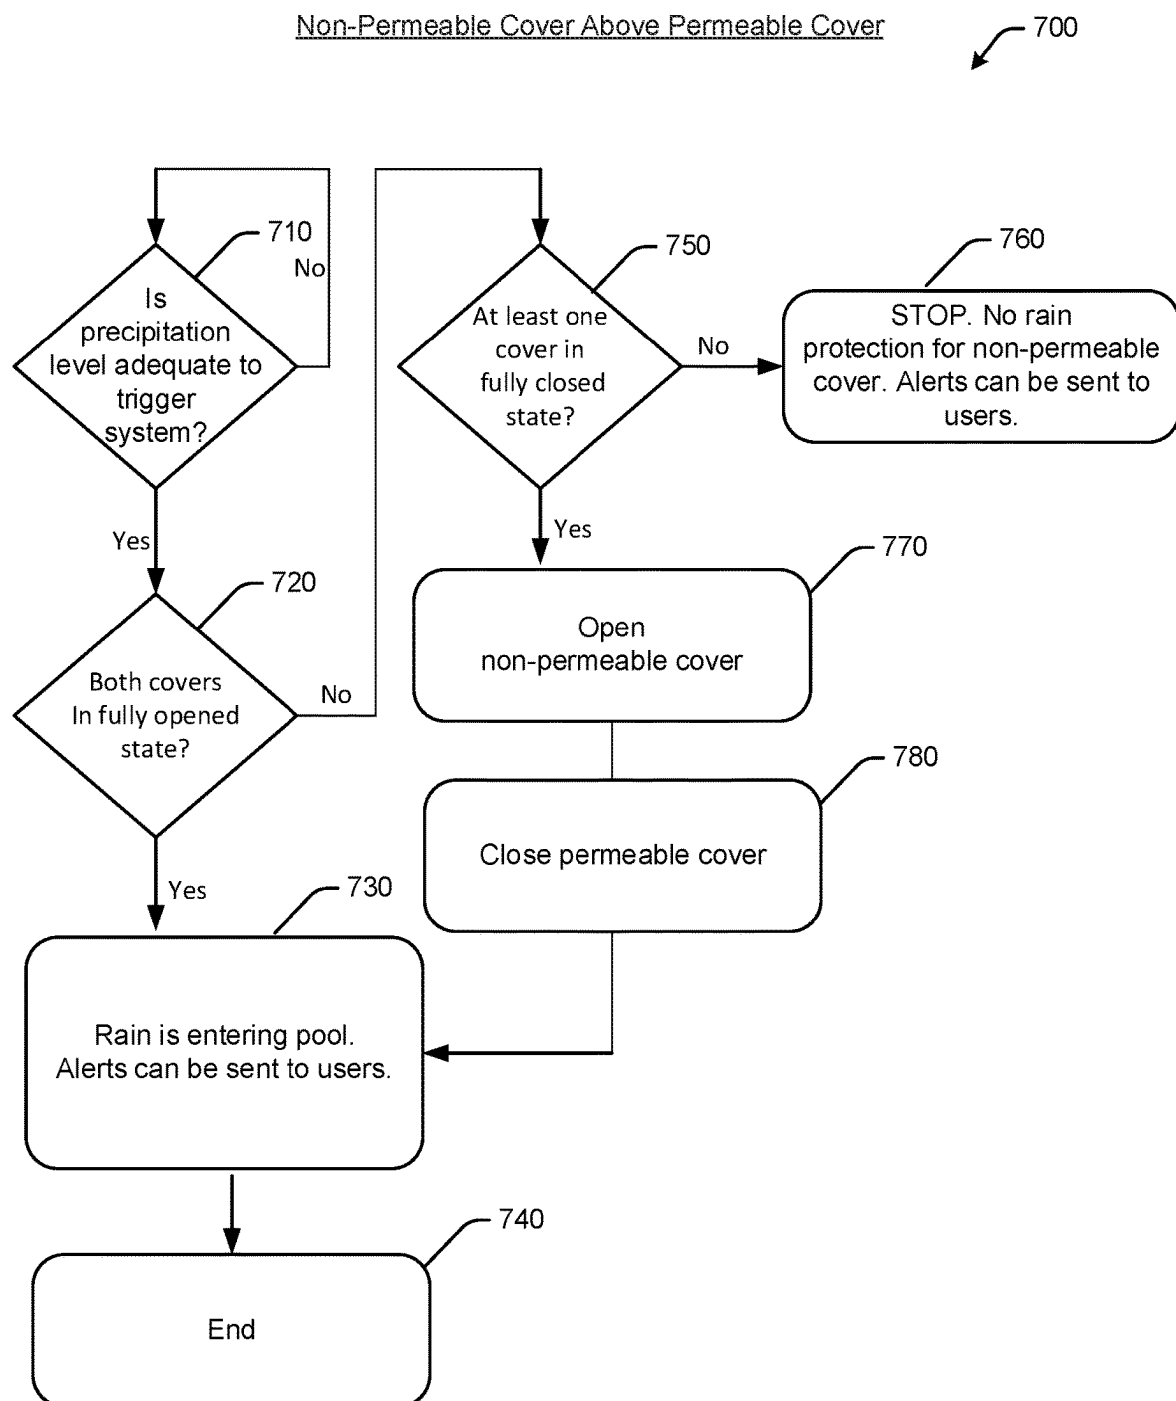 Non-Permeable Cover Above Permeable Cover
700
710
No
Is
precipitation
level adequate to
trigger
system?
Yes
720
Both covers
In fully opened
state?
No
Yes
730
Rain is entering pool.
Alerts can be sent to users.
740
End
750
At least one
cover in
fully closed
state?
No
760
STOP. No rain
protection for non-permeable
cover. Alerts can be sent to
users.
Yes
770
Open
non-permeable cover
780
Close permeable cover